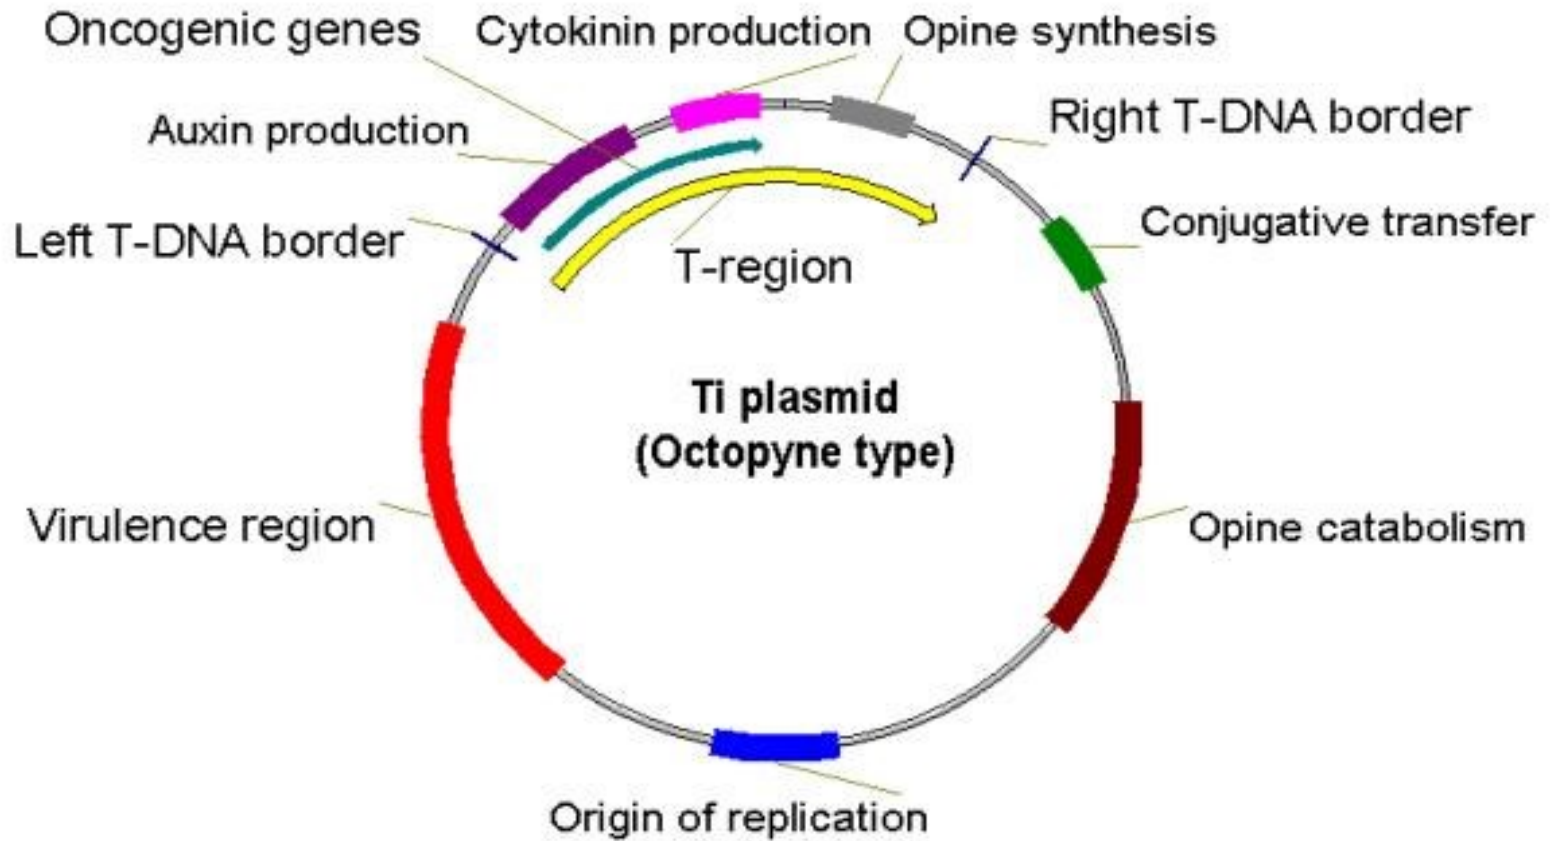 Oncogenic genes
Cytokinin production
Opine synthesis
Auxin production
Right T-DNA border
Left T-DNA border
Conjugative transfer
T-region
Ti plasmid
(Octopyne type)
Virulence region
Opine catabolism
Origin of replication